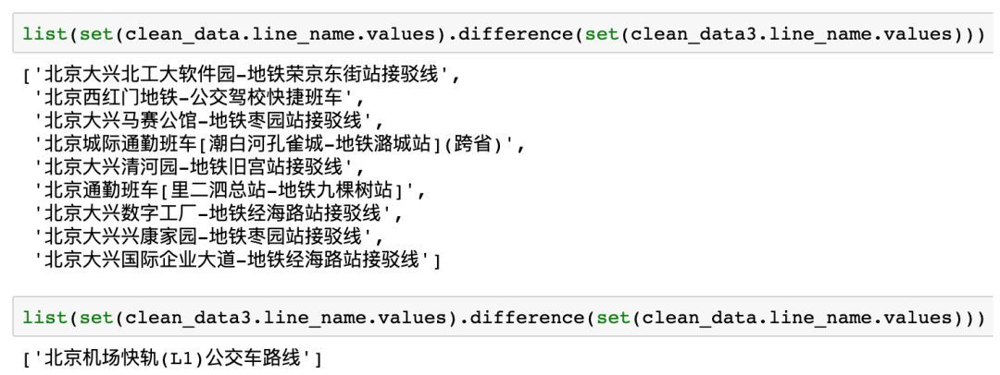 list(set(clean_data.line_name.values).difference(set(clean_data3.line_name.values)))
['北京大兴北工大软件园-地铁荣京东街站接驳线',
'北京西红门地铁-公交驾校快捷班车',
'北京大兴马赛公馆-地铁枣园站接驳线',
'北京城际通勤班车[潮白河孔雀城-地铁潞城站](跨省)',
'北京大兴清河园-地铁旧宫站接驳线',
'北京通勤班车[里二泗总站-地铁九棵树站]',
'北京大兴数字工厂-地铁经海路站接驳线',
'北京大兴兴康家园-地铁枣园站接驳线',
'北京大兴国际企业大道-地铁经海路站接驳线']
list(set(clean_data3.line_name.values).difference(set(clean_data.line_name.values)))
['北京机场快轨(L1)公交车路线']